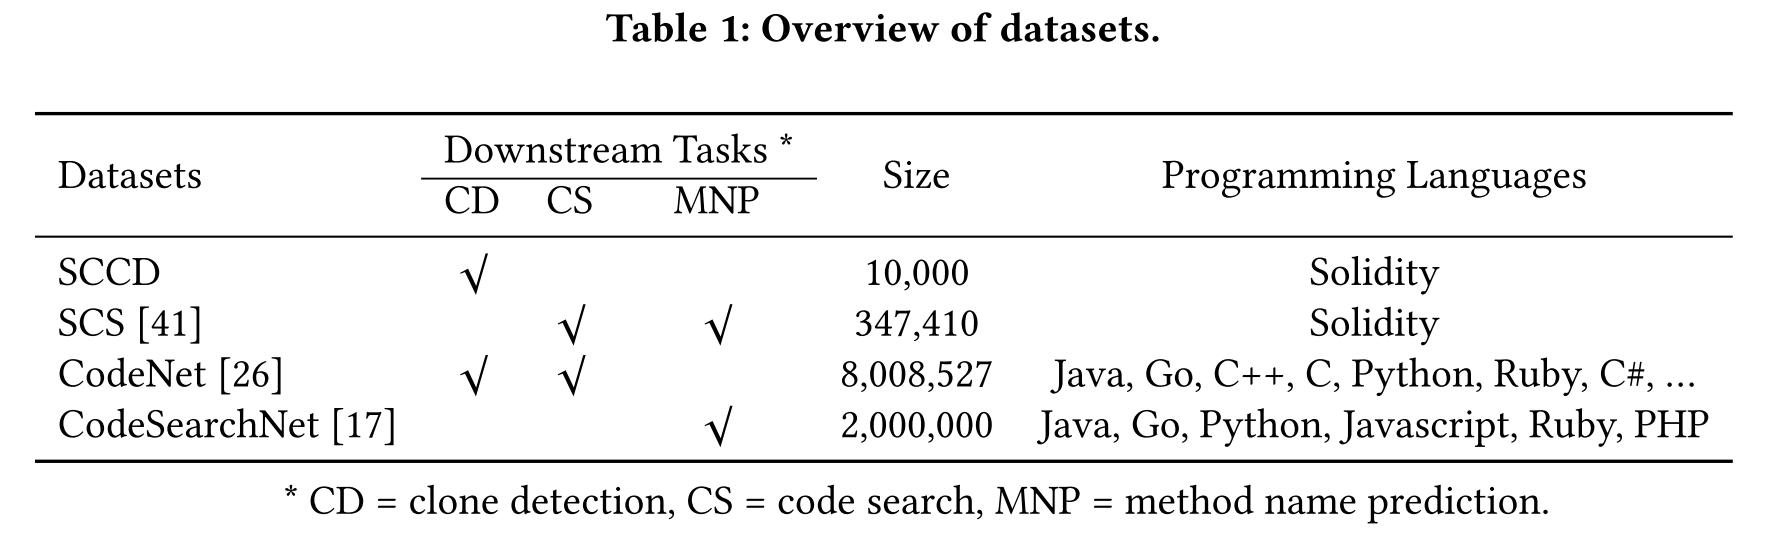 Table 1: Overview of datasets.
Datasets Downstream Tasks * Size Programming Languages
CD CS MNP
SCCD √ 10,000 Solidity
SCS [41] √ √ 347,410 Solidity
CodeNet [26] √ √ 8,008,527 Java, Go, C++, C, Python, Ruby, C#, ...
CodeSearchNet [17] √ 2,000,000 Java, Go, Python, Javascript, Ruby, PHP
* CD = clone detection, CS = code search, MNP = method name prediction.